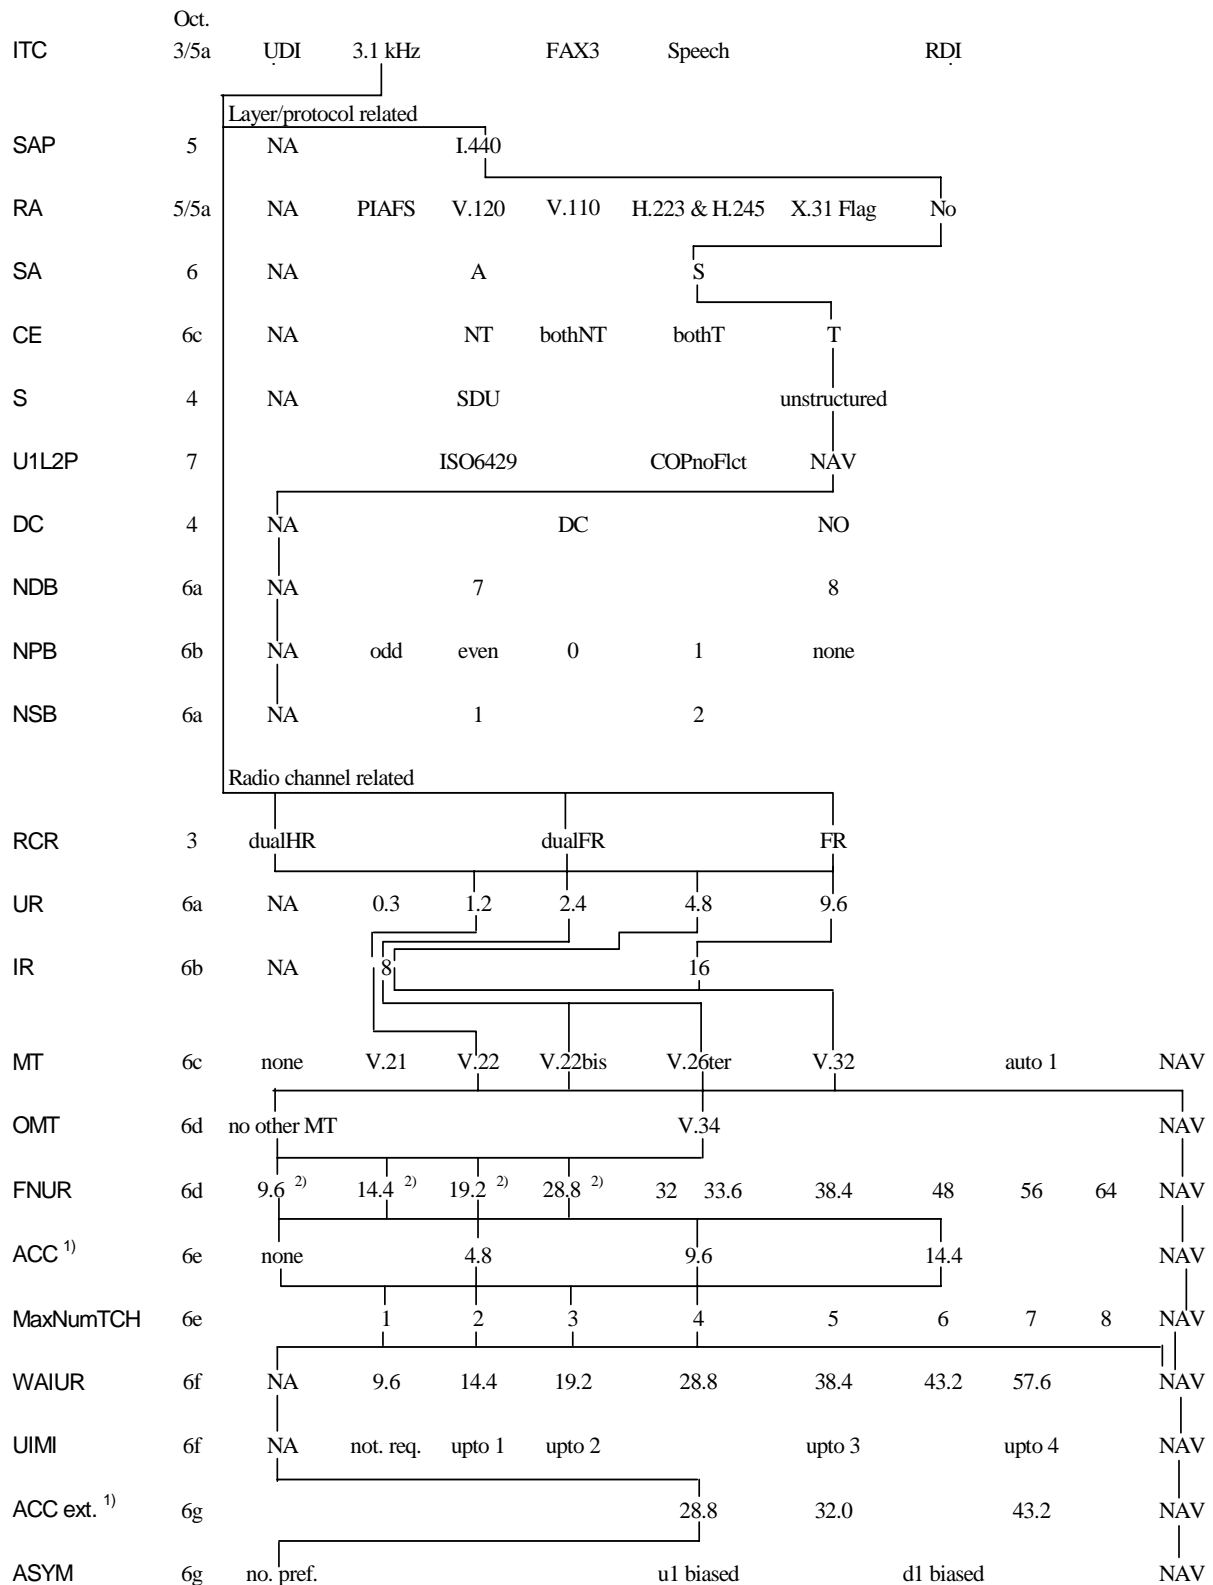 Oct.
ITC 3/5a UDI 3.1 kHz FAX3 Speech RDI
Layer/protocol related
SAP 5 NA I.440
RA 5/5a NA PIAFS V.120 V.110 H.223 & H.245 X.31 Flag No
SA 6 NA A S
CE 6c NA NT bothNT bothT T
S 4 NA SDU unstructured
U1L2P 7 ISO6429 COPnoFlct NAV
DC 4 NA DC NO
NDB 6a NA 7 8
NPB 6b NA odd even 0 1 none
NSB 6a NA 1 2
Radio channel related
RCR 3 dualHR dualFR FR
UR 6a NA 0.3 1.2 2.4 4.8 9.6
IR 6b NA 8 16
MT 6c none V.21 V.22 V.22bis V.26ter V.32 auto 1 NAV
OMT 6d no other MT V.34 NAV
FNUR 6d 9.6 2) 14.4 2) 19.2 2) 28.8 2) 32 33.6 38.4 48 56 64 NAV
ACC 1) 6e none 4.8 9.6 14.4 NAV
MaxNumTCH 6e 1 2 3 4 5 6 7 8 NAV
WAIUR 6f NA 9.6 14.4 19.2 28.8 38.4 43.2 57.6 NAV
UIMI 6f NA not. req. upto 1 upto 2 upto 3 upto 4 NAV
ACC ext. 1) 6g 28.8 32.0 43.2 NAV
ASYM 6g no. pref. u1 biased d1 biased NAV